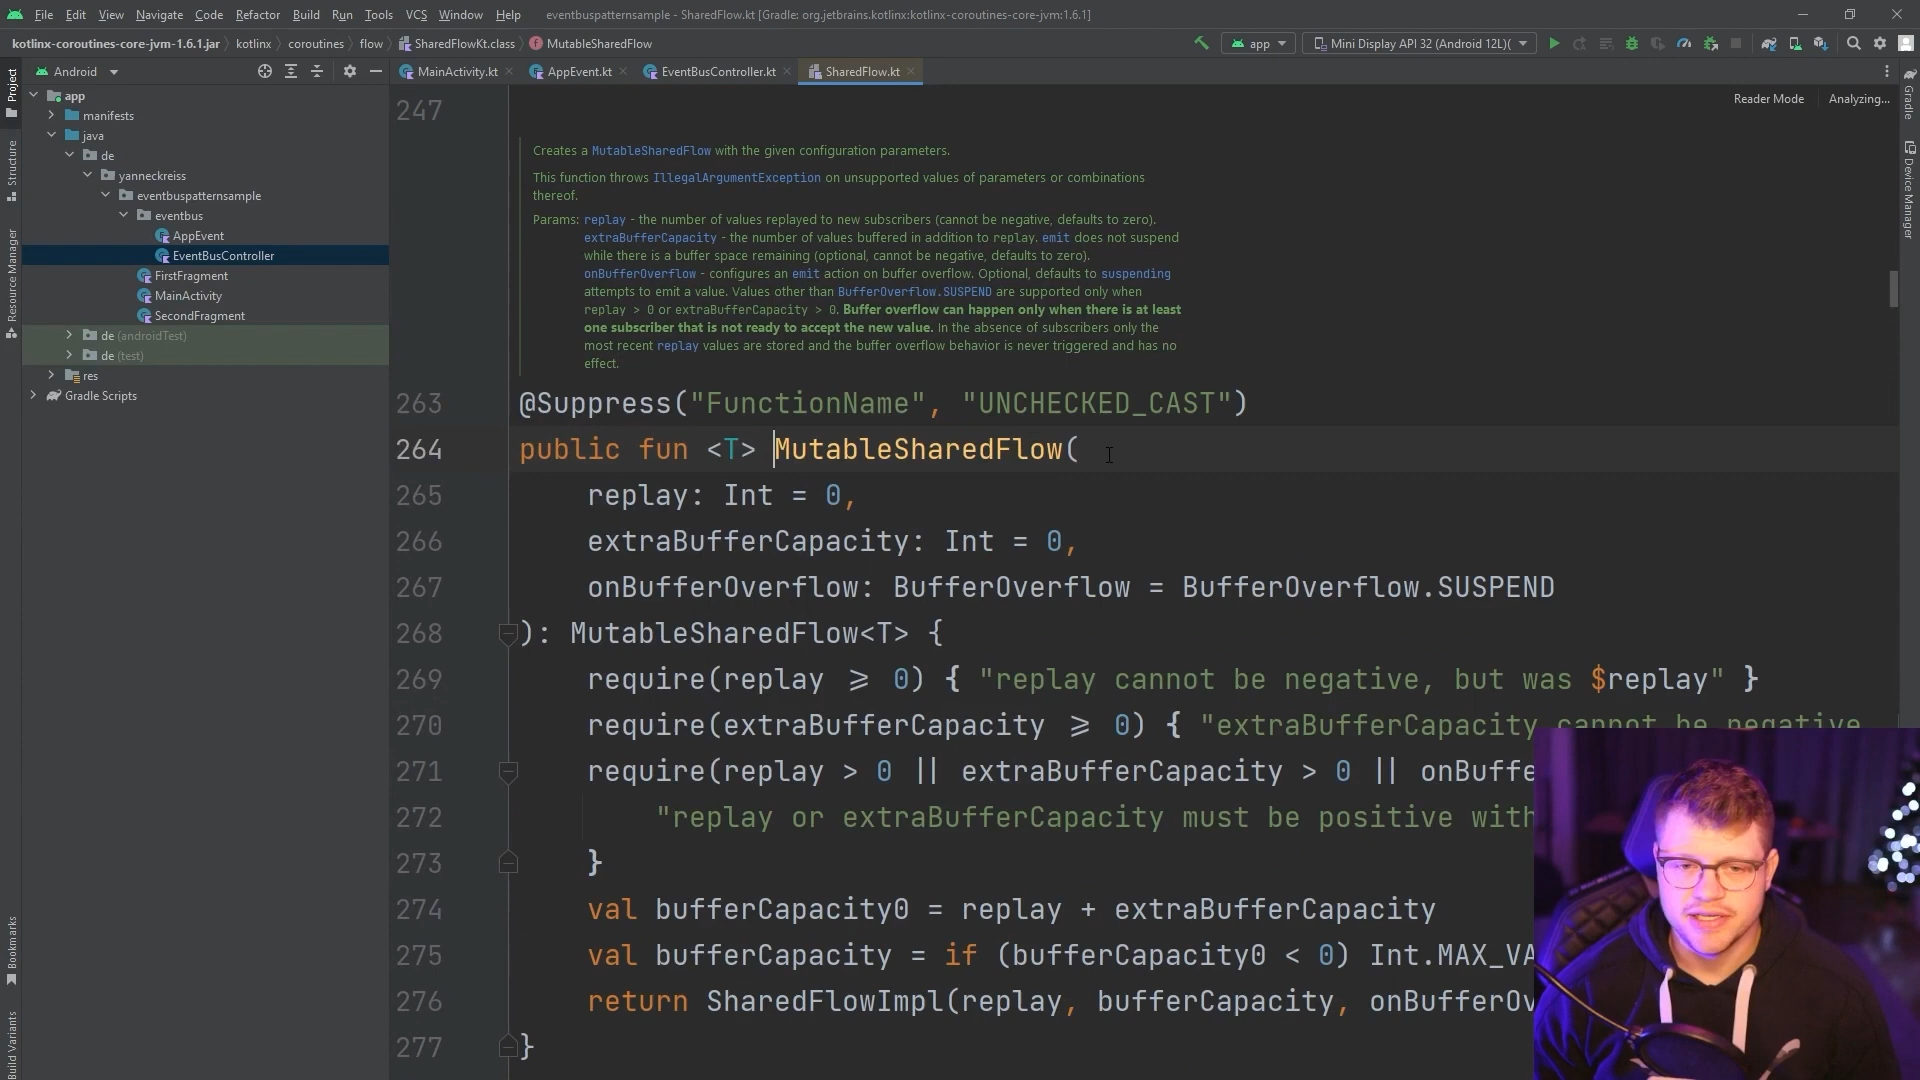 File Edit View Navigate Code Refactor Build Run Tools VCS Window Help eventbuspatternsample - SharedFlow.kt [Gradle: org.jetbrains.kotlinx:kotlinx-coroutines-core-jvm:1.6.1]
kotlinx-coroutines-core-jvm-1.6.1.jar kotlinx coroutines flow SharedFlowKt.class MutableSharedFlow app Mini Display API 32 (Android 12L)(
Project Android MainActivity.kt AppEvent.kt EventBusController.kt SharedFlow.kt
Reader Mode Analyzing...
app
manifests
java
de
yanneckreiss
eventbuspatternsample
eventbus
AppEvent
EventBusController
FirstFragment
MainActivity
SecondFragment
de (androidTest)
de (test)
res
Gradle Scripts
Structure
Resource Manager
Bookmarks
Build Variants
Gradle
Device Manager
247
Creates a MutableSharedFlow with the given configuration parameters.
This function throws IllegalArgumentException on unsupported values of parameters or combinations
thereof.
Params: replay - the number of values replayed to new subscribers (cannot be negative, defaults to zero).
extraBufferCapacity - the number of values buffered in addition to replay. emit does not suspend
while there is a buffer space remaining (optional, cannot be negative, defaults to zero).
onBufferOverflow - configures an emit action on buffer overflow. Optional, defaults to suspending
attempts to emit a value. Values other than BufferOverflow.SUSPEND are supported only when
replay > 0 or extraBufferCapacity > 0. Buffer overflow can happen only when there is at least
one subscriber that is not ready to accept the new value. In the absence of subscribers only the
most recent replay values are stored and the buffer overflow behavior is never triggered and has no
effect.
263 @Suppress("FunctionName", "UNCHECKED_CAST")
264 public fun <T> MutableSharedFlow(
265 replay: Int = 0,
266 extraBufferCapacity: Int = 0,
267 onBufferOverflow: BufferOverflow = BufferOverflow.SUSPEND
268 ): MutableSharedFlow<T> {
269 require(replay ⩾ 0) { "replay cannot be negative, but was $replay" }
270 require(extraBufferCapacity ⩾ 0) { "extraBufferCapacity cannot be negative
271 require(replay > 0 || extraBufferCapacity > 0 || onBuffe
272 "replay or extraBufferCapacity must be positive with
273 }
274 val bufferCapacity0 = replay + extraBufferCapacity
275 val bufferCapacity = if (bufferCapacity0 < 0) Int.MAX_VA
276 return SharedFlowImpl(replay, bufferCapacity, onBufferOv
277 }